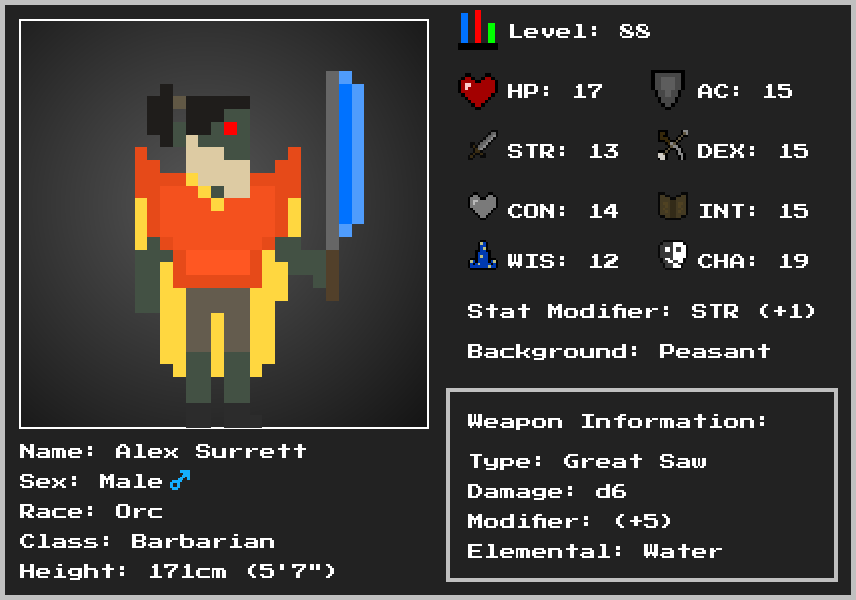 Level: 88
HP: 17
AC: 15
STR: 13
DEX: 15
CON: 14
INT: 15
WIS: 12
CHA: 19
Stat Modifier: STR (+1)
Background: Peasant
Weapon Information:
Type: Great Saw
Damage: d6
Modifier: (+5)
Elemental: Water
Name: Alex Surrett
Sex: Male ♂
Race: Orc
Class: Barbarian
Height: 171cm (5'7")